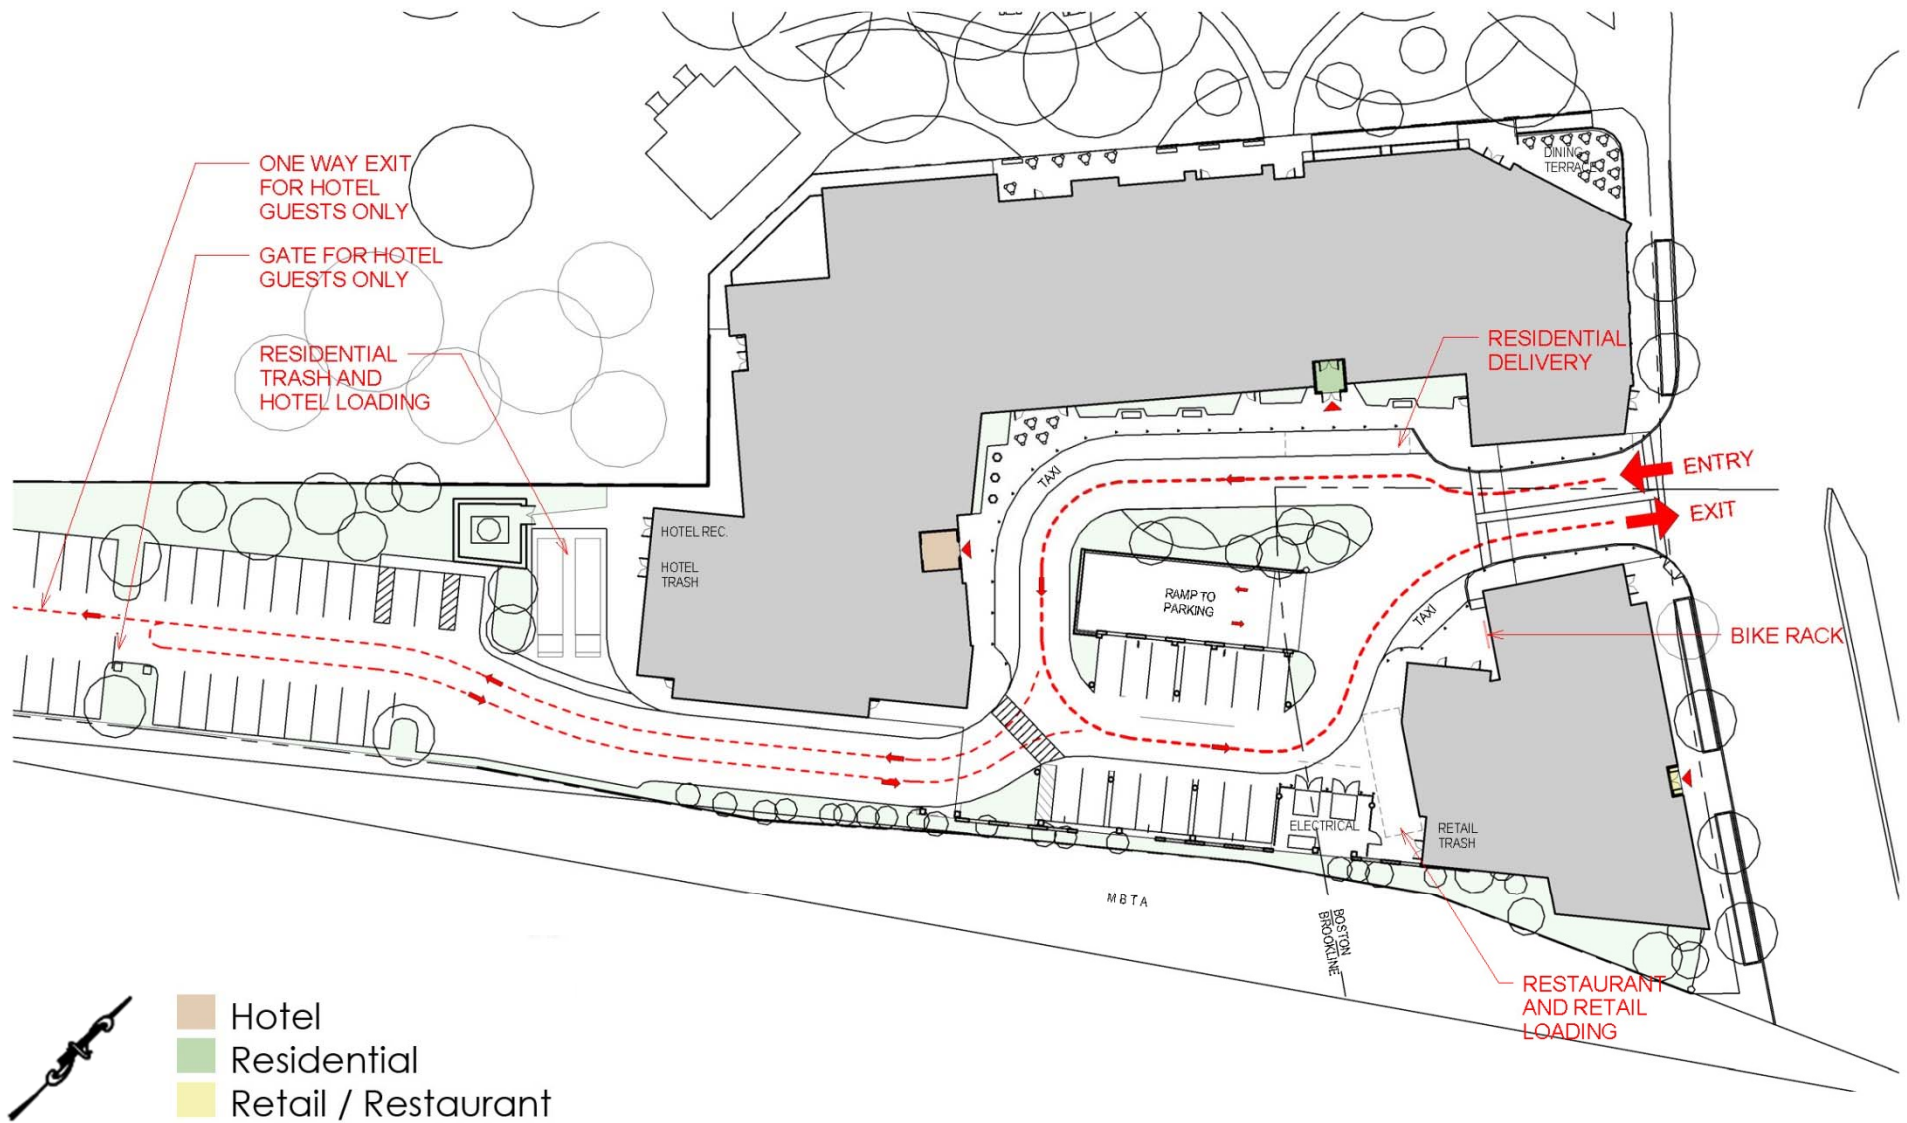 ONE WAY EXIT
FOR HOTEL
GUESTS ONLY
GATE FOR HOTEL
GUESTS ONLY
RESIDENTIAL
TRASH AND
HOTEL LOADING
DINING
TERRACE
RESIDENTIAL
DELIVERY
ENTRY
EXIT
TAXI
HOTEL REC.
HOTEL
TRASH
RAMP TO
PARKING
TAXI
BIKE RACK
ELECTRICAL
RETAIL
TRASH
MBTA
BOSTON
BROOKLINE
RESTAURANT
AND RETAIL
LOADING
Hotel
Residential
Retail / Restaurant